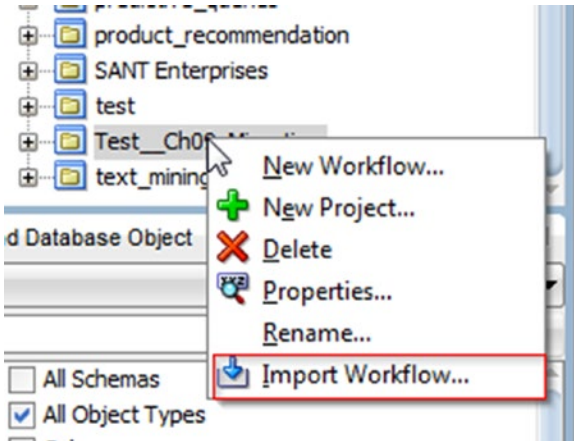 product_recommendation
SANT Enterprises
test
Test__Ch08
text_mining
New Workflow...
New Project...
Delete
Properties...
Rename...
Import Workflow...
d Database Object
All Schemas
All Object Types